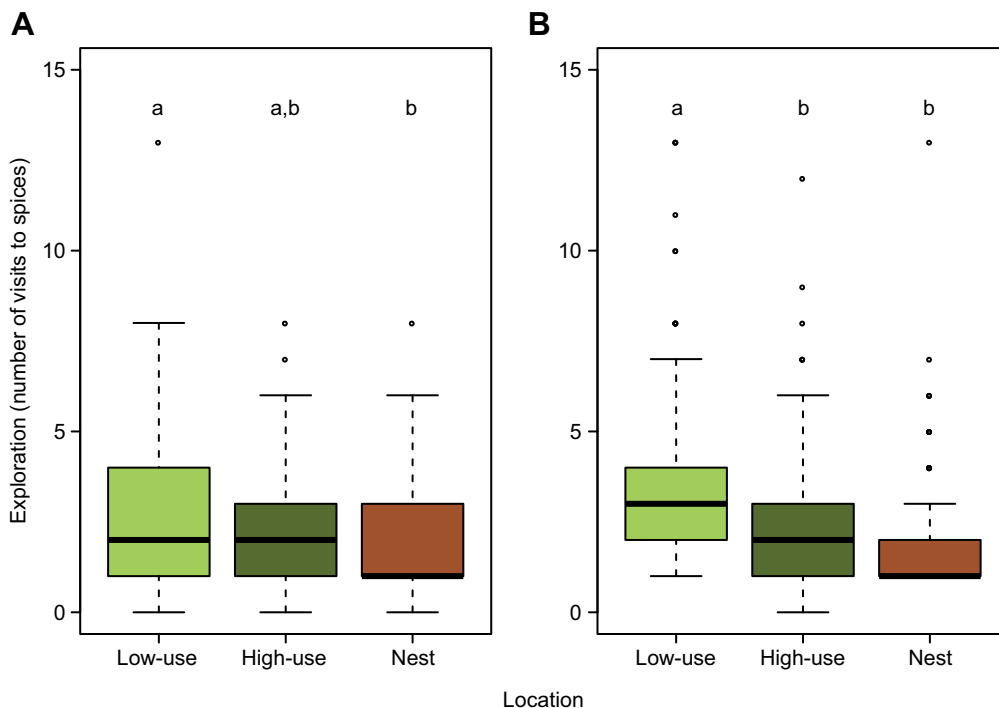 A
B
Exploration (number of visits to spices)
15
10
5
0
a
a,b
b
Low-use
High-use
Nest
15
10
5
0
a
b
b
Low-use
High-use
Nest
Location